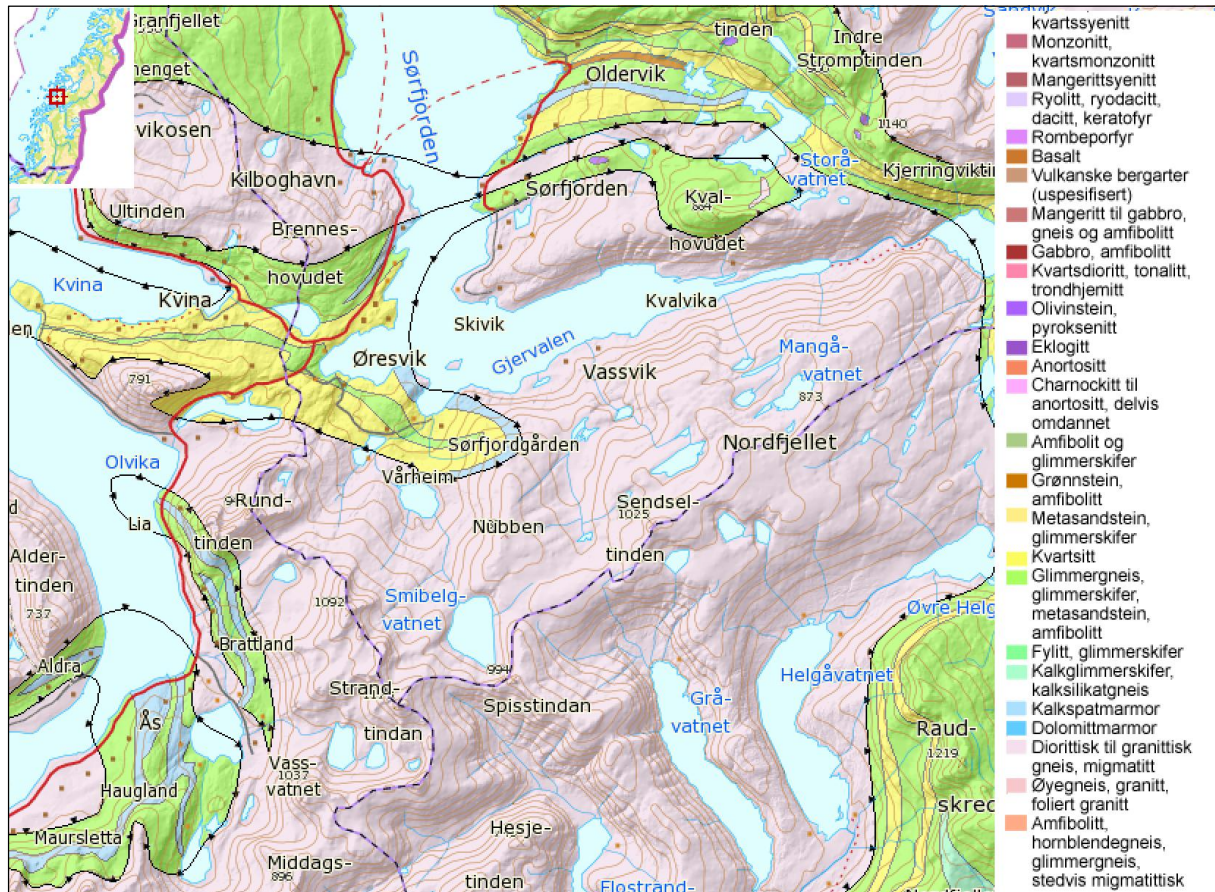 Granfjellet
tinden
Indre
Stromptinden
Oldervik
Sørfjorden
1140
vikosen
Kilboghavn
Storå-
vatnet
Kjerringviktin
Sørfjorden
Kval-
hovudet
Ultinden
Brennes-
hovudet
Kvina
Kvina
Kvalvika
Skivik
Gjervalen
Øresvik
Vassvik
Mangå-
vatnet
791
873
Nordfjellet
Sørfjordgården
Olvika
Vårheim
Rund-
tinden
Lia
Nubben
Sendsel-
1025
tinden
Alder-
tinden
737
1092
Smibelg-
vatnet
Øvre Helg
Brattland
Aldra
994
Helgåvatnet
Strand-
tindan
Spisstindan
Grå-
vatnet
Ås
Raud-
1219
Vass-
vatnet
1037
Haugland
skred
Maursletta
Hesje-
tinden
Middags-
896
Flostrand-
kvartssyenitt
Monzonitt,
kvartsmonzonitt
Mangerittsyenitt
Ryolitt, ryodacitt,
dacitt, keratofyr
Rombeporfyr
Basalt
Vulkanske bergarter
(uspesifisert)
Mangeritt til gabbro,
gneis og amfibolitt
Gabbro, amfibolitt
Kvartsdioritt, tonalitt,
trondhjemitt
Olivinstein,
pyroksenitt
Eklogitt
Anortositt
Charnockitt til
anortositt, delvis
omdannet
Amfibolit og
glimmerskifer
Grønnstein,
amfibolitt
Metasandstein,
glimmerskifer
Kvartsitt
Glimmergneis,
glimmerskifer,
metasandstein,
amfibolitt
Fylitt, glimmerskifer
Kalkglimmerskifer,
kalksilikatgneis
Kalkspatmarmor
Dolomittmarmor
Diorittisk til granittisk
gneis, migmatitt
Øyegneis, granitt,
foliert granitt
Amfibolitt,
hornblendegneis,
glimmergneis,
stedvis migmatittisk